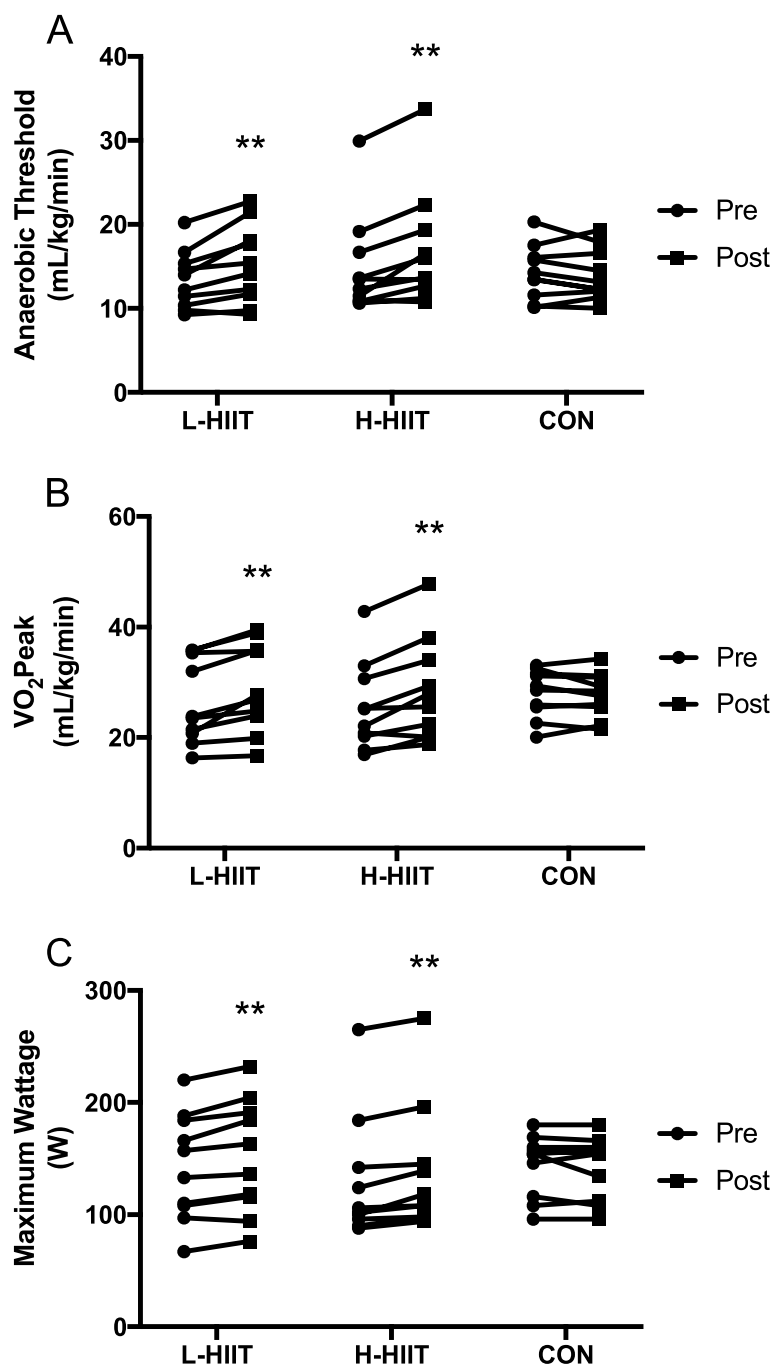 A
40
**
Anaerobic Threshold
(mL/kg/min)
30
**
20
Pre
Post
10
0
L-HIIT H-HIIT CON
B
60
**
**
VO₂Peak
(mL/kg/min)
40
Pre
Post
20
0
L-HIIT H-HIIT CON
C
300
**
**
Maximum Wattage
(W)
200
Pre
Post
100
0
L-HIIT H-HIIT CON